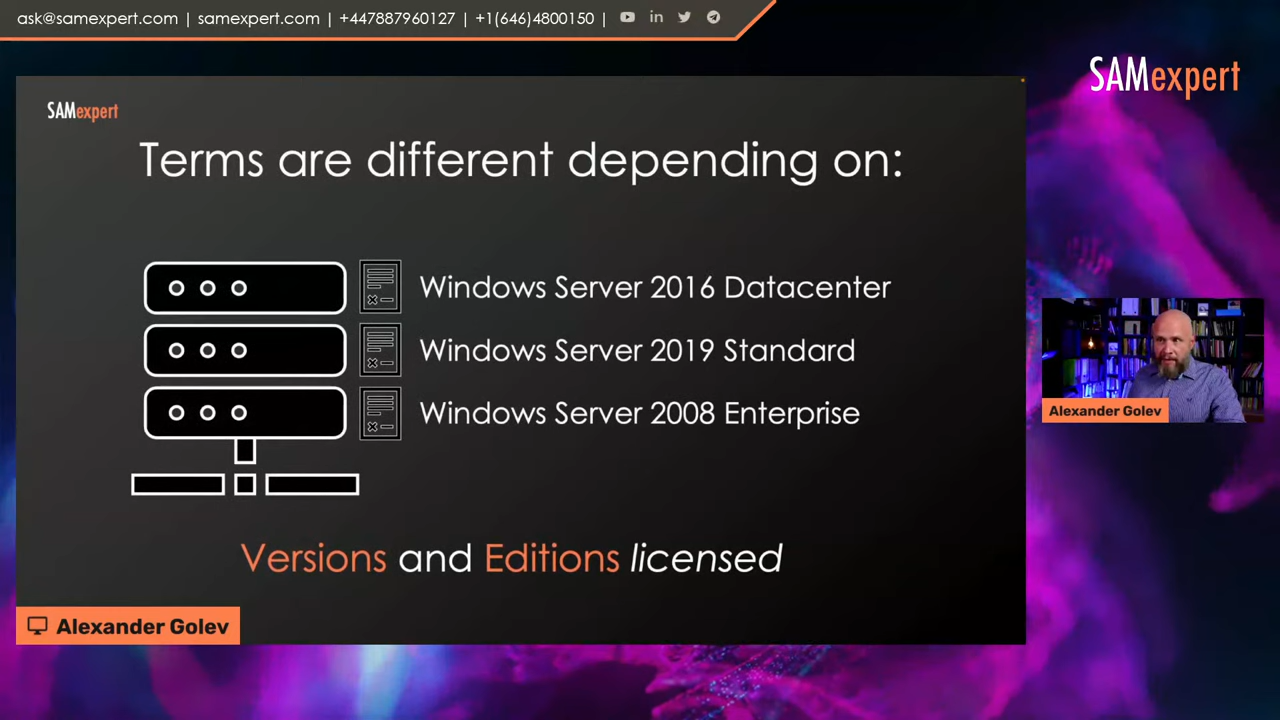 ask@samexpert.com | samexpert.com | +447887960127 | +1(646)4800150 |
SAMexpert
SAMexpert
Terms are different depending on:
Windows Server 2016 Datacenter
Windows Server 2019 Standard
Windows Server 2008 Enterprise
Alexander Golev
Versions and Editions licensed
Alexander Golev